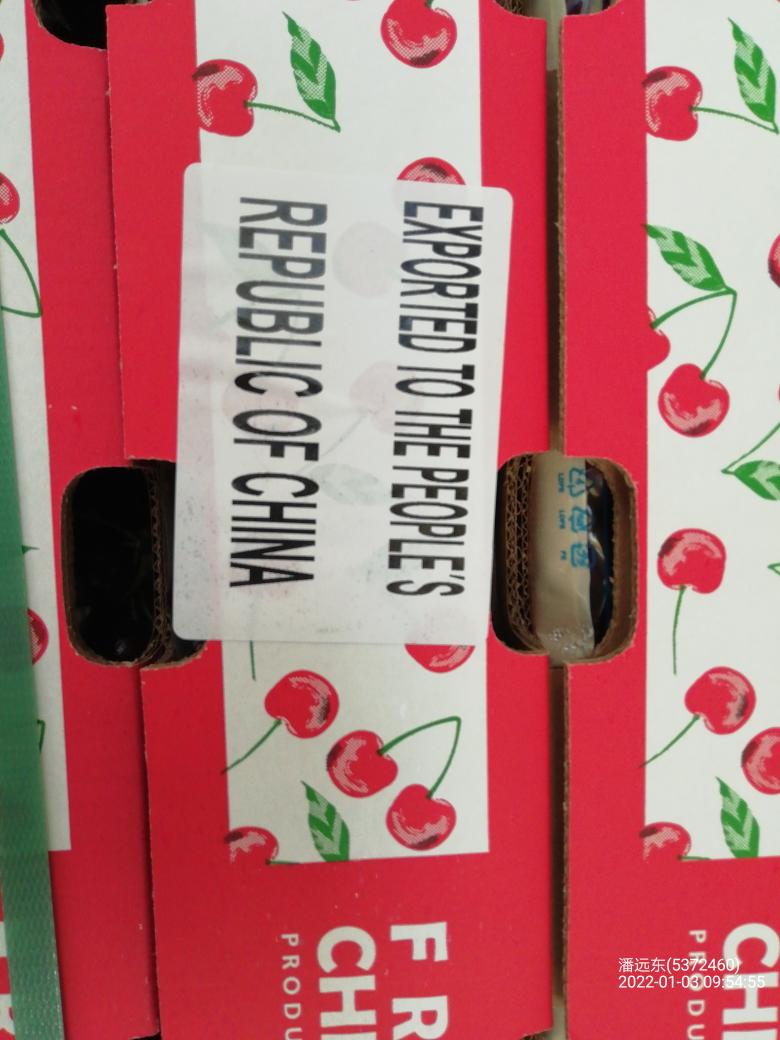 EXPORTED TO THE PEOPLE'S
REPUBLIC OF CHINA
FR
CHE
PRODU
CH
PRODU
潘远东(5372460)
2022-01-03 09:54:55